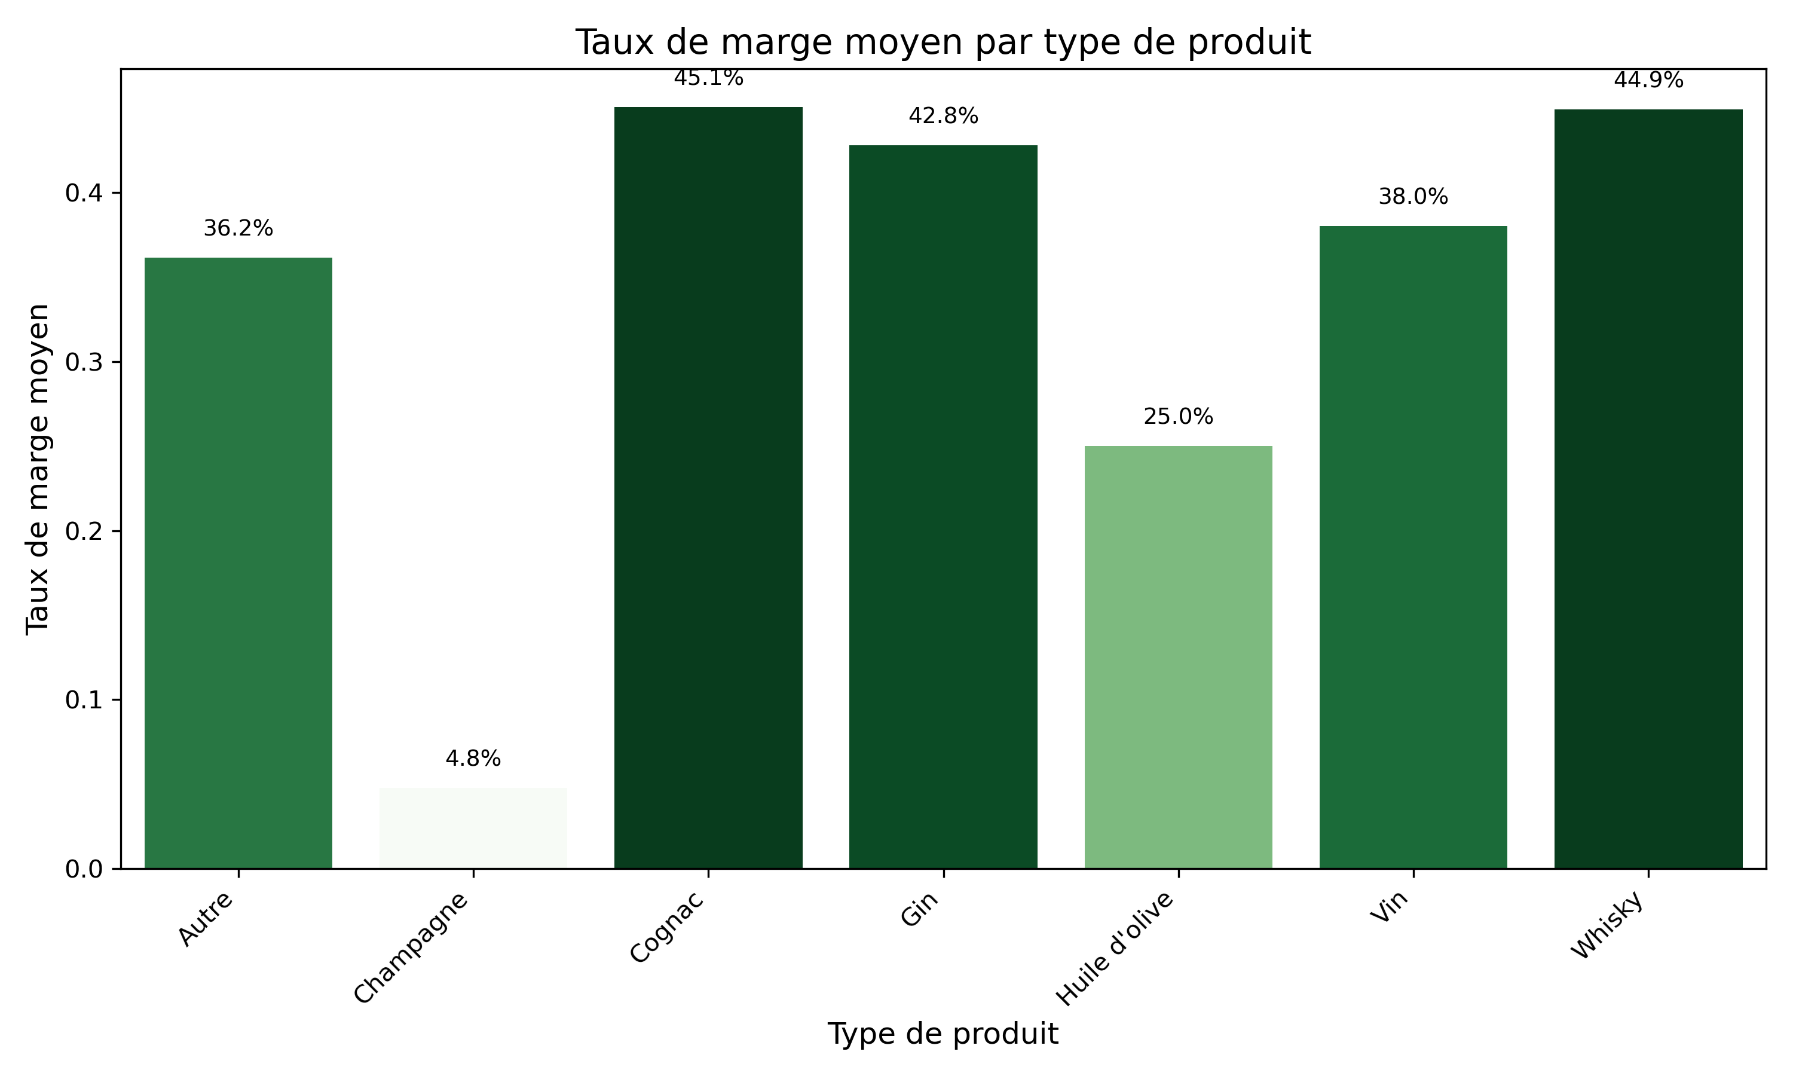 Taux de marge moyen par type de produit
45.1%
44.9%
42.8%
38.0%
36.2%
25.0%
4.8%
Taux de marge moyen
0.4
0.3
0.2
0.1
0.0
Autre
Champagne
Cognac
Gin
Huile d'olive
Vin
Whisky
Type de produit